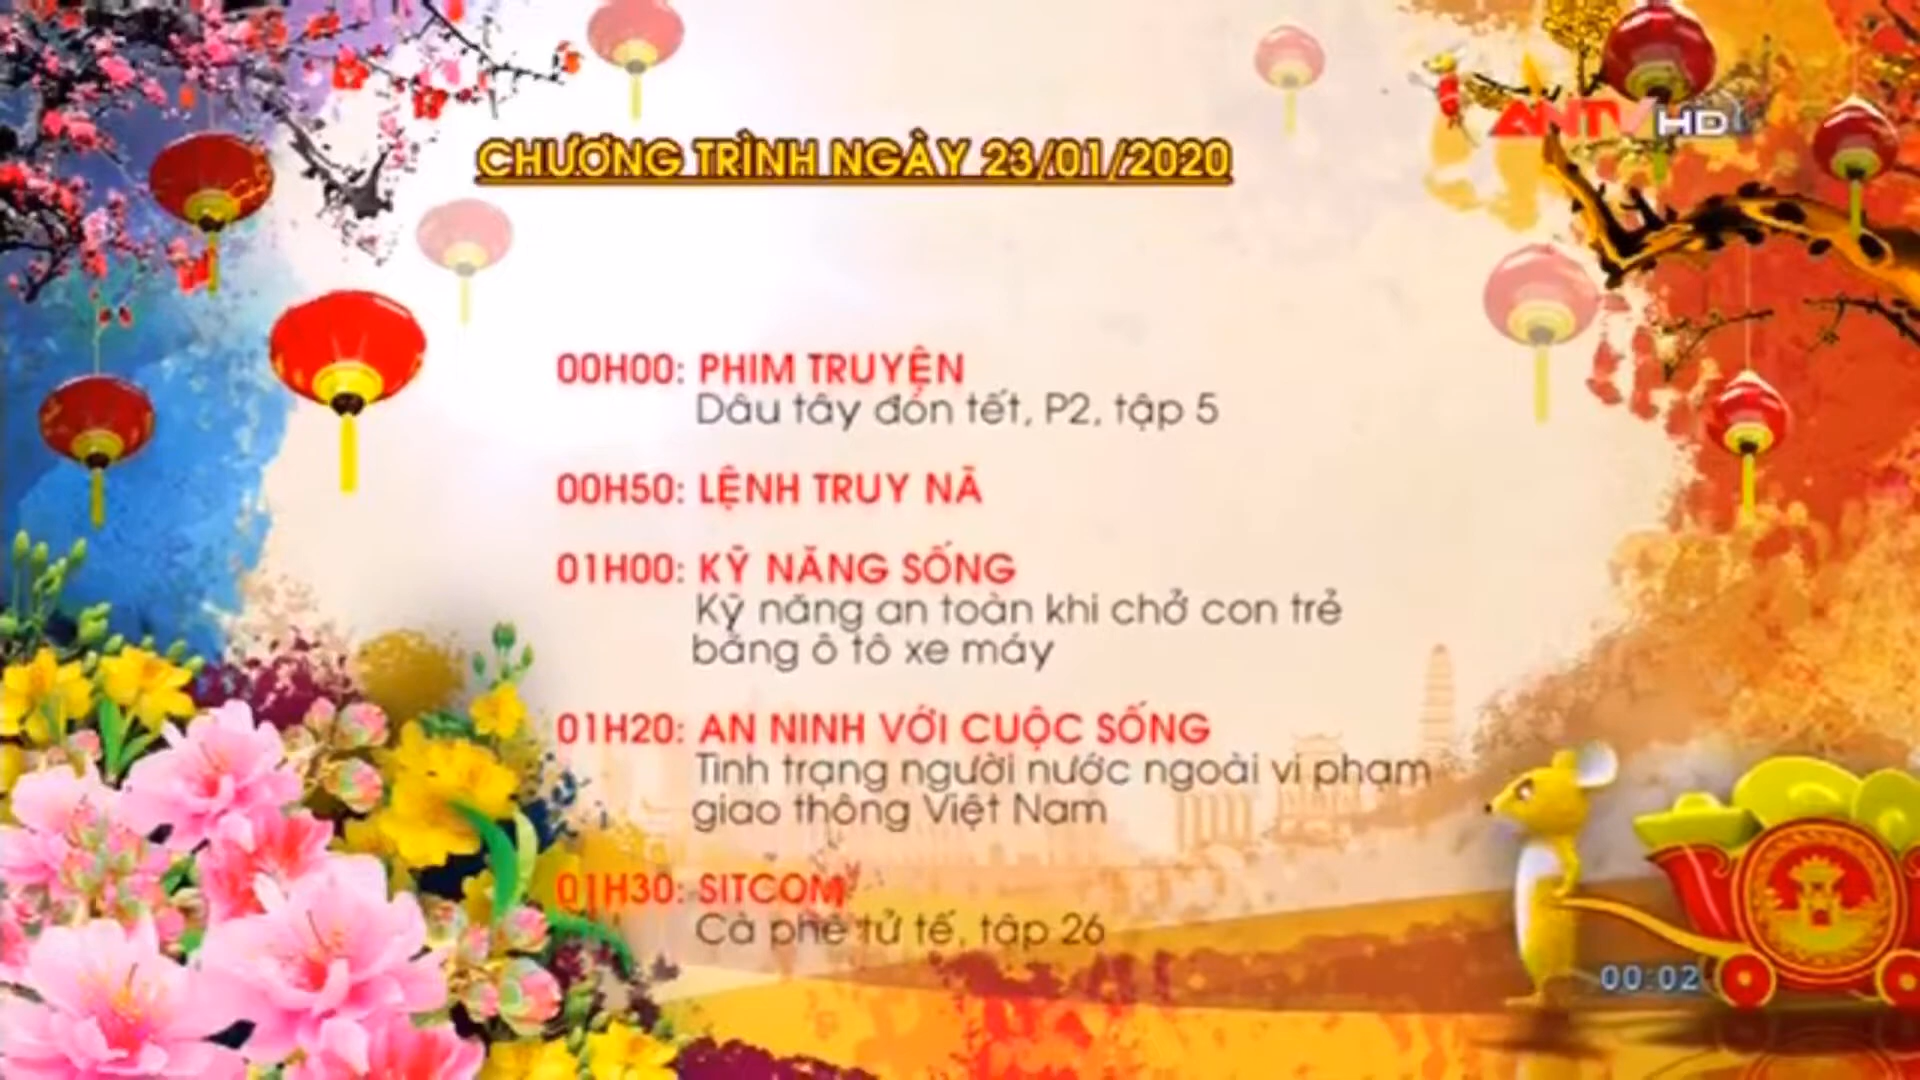 CHƯƠNG TRÌNH NGÀY 23/01/2020
ANTV HD
00H00: PHIM TRUYỆN
Dâu tây đón tết, P2, tập 5
00H50: LỆNH TRUY NÃ
01H00: KỸ NĂNG SỐNG
Kỹ năng an toàn khi chở con trẻ
bằng ô tô xe máy
01H20: AN NINH VỚI CUỘC SỐNG
Tình trạng người nước ngoài vi phạm
giao thông Việt Nam
01H30: SITCOM
Cà phê tử tế, tập 26
00:02